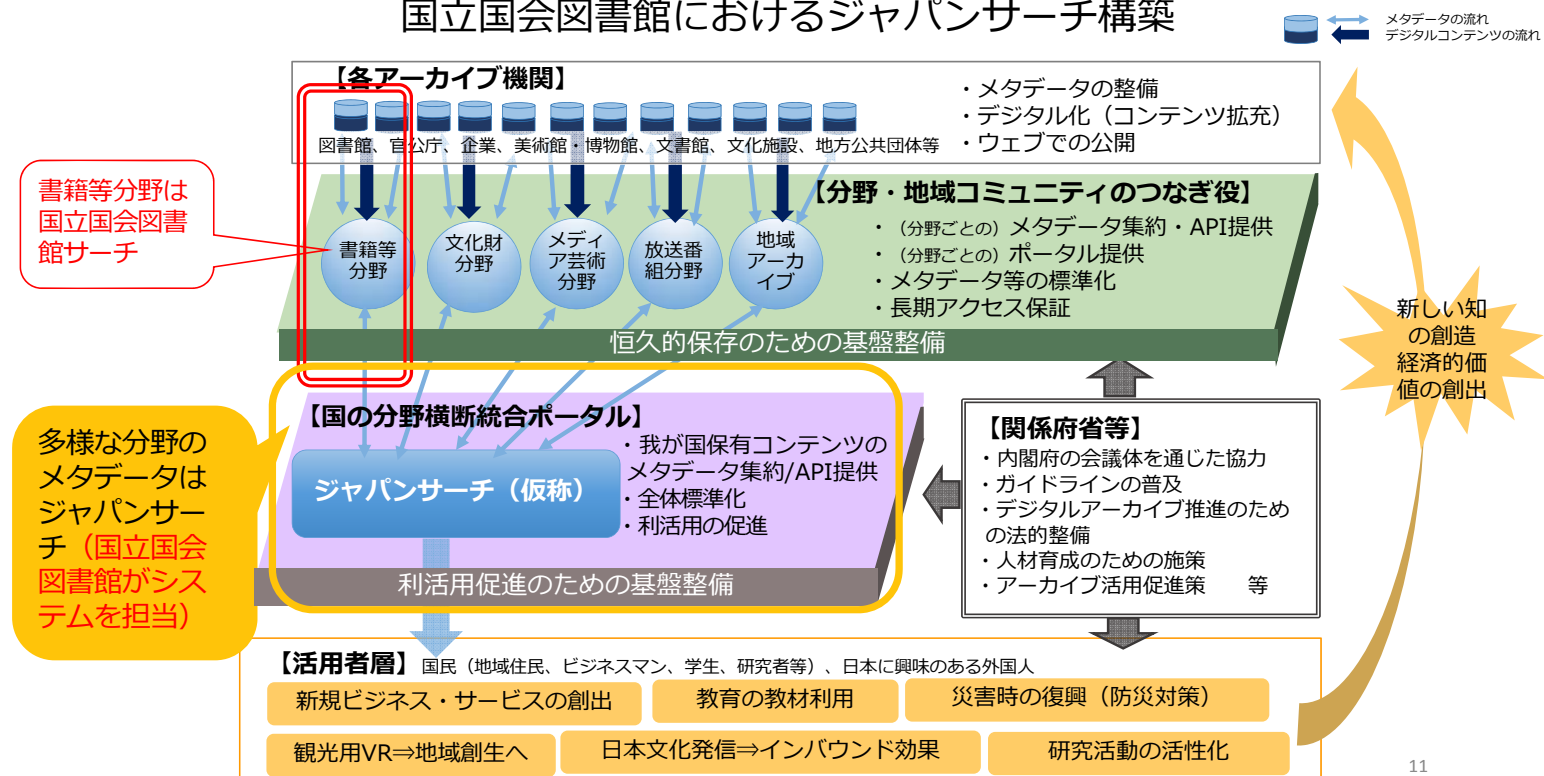 国立国会図書館におけるジャパンサーチ構築
メタデータの流れ
デジタルコンテンツの流れ
【各アーカイブ機関】
・メタデータの整備
・デジタル化（コンテンツ拡充）
・ウェブでの公開
図書館、官公庁、企業、美術館・博物館、文書館、文化施設、地方公共団体等
書籍等分野は
国立国会図書
館サーチ
【分野・地域コミュニティのつなぎ役】
・（分野ごとの）メタデータ集約・API提供
・（分野ごとの）ポータル提供
・メタデータ等の標準化
・長期アクセス保証
書籍等
分野
文化財
分野
メディ
ア芸術
分野
放送番
組分野
地域
アーカ
イブ
恒久的保存のための基盤整備
新しい知
の創造
経済的価
値の創出
多様な分野の
メタデータは
ジャパンサー
チ（国立国会
図書館がシス
テムを担当）
【国の分野横断統合ポータル】
・我が国保有コンテンツの
メタデータ集約/API提供
・全体標準化
・利活用の促進
ジャパンサーチ（仮称）
利活用促進のための基盤整備
【関係府省等】
・内閣府の会議体を通じた協力
・ガイドラインの普及
・デジタルアーカイブ推進のため
の法的整備
・人材育成のための施策
・アーカイブ活用促進策　等
【活用者層】国民（地域住民、ビジネスマン、学生、研究者等）、日本に興味のある外国人
新規ビジネス・サービスの創出
教育の教材利用
災害時の復興（防災対策）
観光用VR⇒地域創生へ
日本文化発信⇒インバウンド効果
研究活動の活性化
11